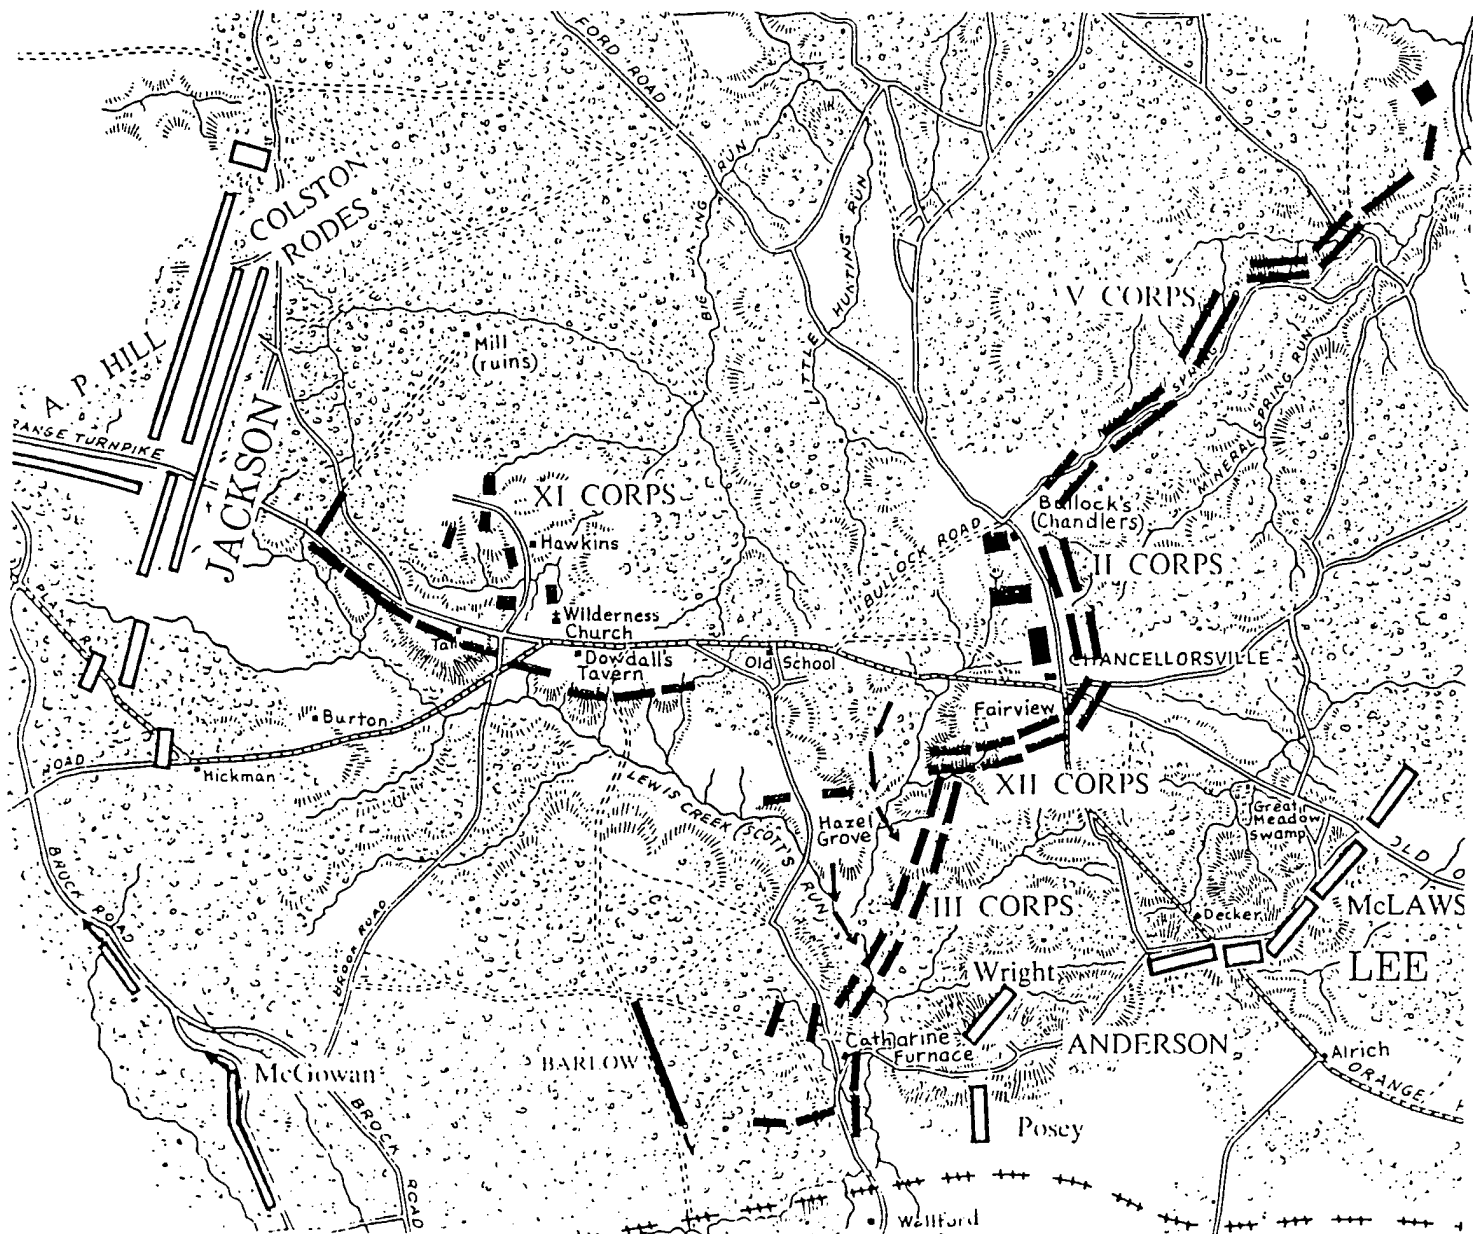 FORD ROAD
COLSTON
RODES
BIG HUNTING RUN
LITTLE HUNTING RUN
V CORPS
Mill
(ruins)
A P HILL
JACKSON
RANGE TURNPIKE
MINERAL SPRING RUN
XI CORPS
Hawkins
Bullock's
(Chandlers)
BULLOCK ROAD
II CORPS
PLANK R
Wilderness
Church
Dowdall's
Tavern
Old School
CHANCELLORSVILLE
Fairview
Burton
OAD
Hickman
LEWIS CREEK (SCOTT'S RUN)
XII CORPS
Hazel
Grove
Great
Meadow
Swamp
OLD
III CORPS
Decker
McLAWS
LEE
BROCK ROAD
Wright
Catharine
Furnace
ANDERSON
BARLOW
McGowan
Alrich
ORANGE
BROCK ROAD
Posey
Wellford